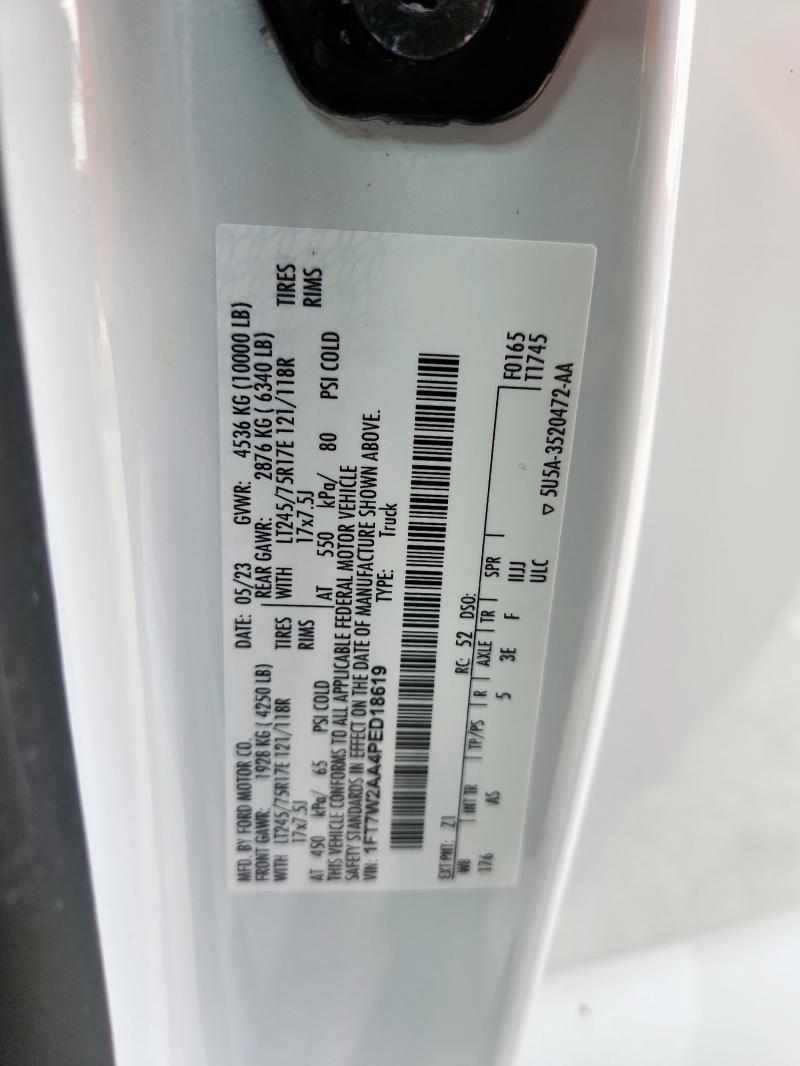 MFD. BY FORD MOTOR CO. DATE: 05/23 GVWR: 4536 KG (10000 LB)
FRONT GAWR: 1928 KG ( 4250 LB) REAR GAWR: 2876 KG ( 6340 LB)
WITH LT245/75R17E 121/118R TIRES WITH LT245/75R17E 121/118R TIRES
17x7.5J RIMS 17x7.5J RIMS
AT 450 kPa/ 65 PSI COLD AT 550 kPa/ 80 PSI COLD
THIS VEHICLE CONFORMS TO ALL APPLICABLE FEDERAL MOTOR VEHICLE
SAFETY STANDARDS IN EFFECT ON THE DATE OF MANUFACTURE SHOWN ABOVE.
VIN: 1FT7W2AA4PED18619 TYPE: Truck
EXT PNT: Z1 RC: 52 DSO:
WB INT TR TP/PS R AXLE TR SPR F0165
176 AS 5 3E F IIJJ T1745
ULC
▽ 5U5A-3520472-AA